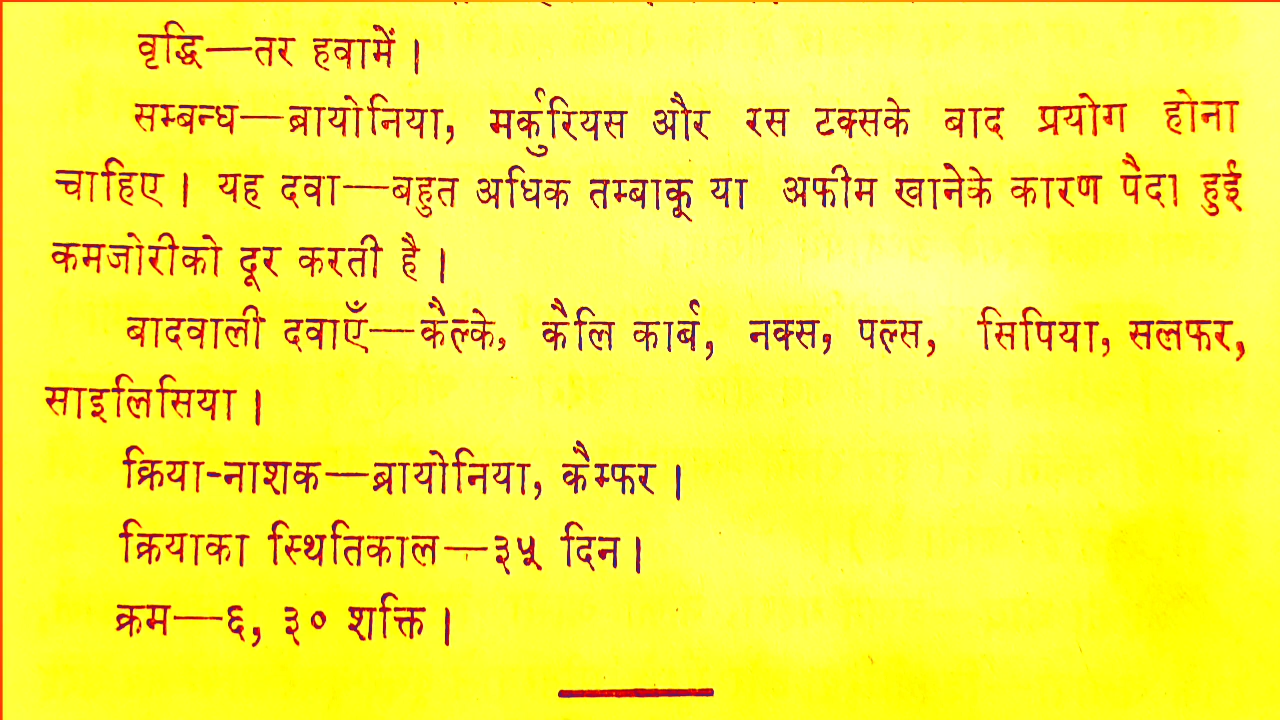 वृद्धि—तर हवामें।
सम्बन्ध—ब्रायोनिया, मर्कुरियस और रस टक्सके बाद प्रयोग होना
चाहिए। यह दवा—बहुत अधिक तम्बाकू या अफीम खानेके कारण पैदा हुई
कमजोरीको दूर करती है।
बादवाली दवाएँ—कैल्के, कैलि कार्ब, नक्स, पल्स, सिपिया, सलफर,
साइलिसिया।
क्रिया-नाशक—ब्रायोनिया, कैम्फर।
क्रियाका स्थितिकाल—३५ दिन।
क्रम—६, ३० शक्ति।